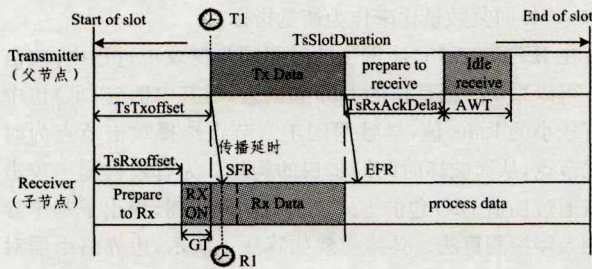 Start of slot
T1
End of slot
TsSlotDuration
Transmitter
(父节点)
Tx Data
prepare to
receive
Idle
receive
TsTxoffset
TsRxAckDelay
AWT
传播延时
TsRxoffset
SFR
EFR
Receiver
(子节点)
Prepare
to Rx
RX
ON
Rx Data
process data
GT
R1